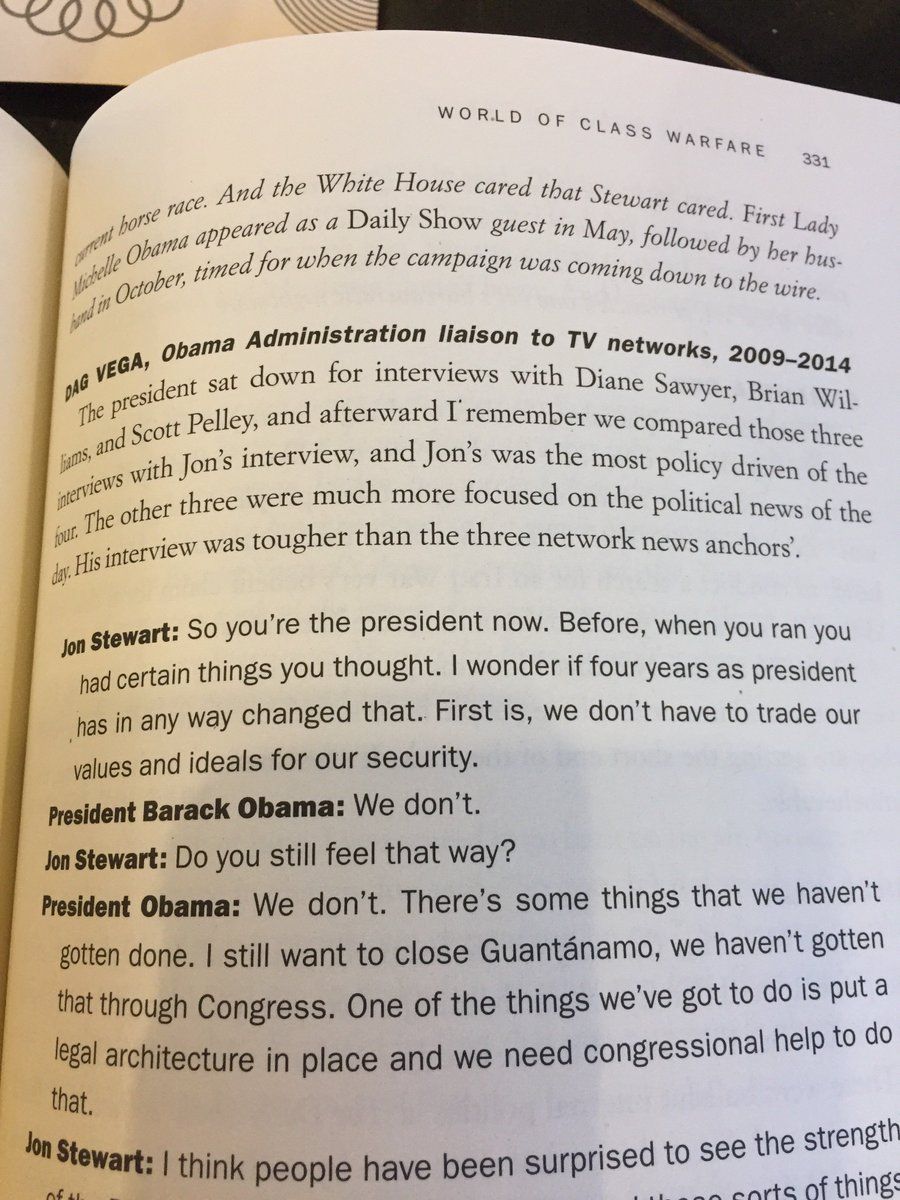 WORLD OF CLASS WARFARE 331
current horse race. And the White House cared that Stewart cared. First Lady
Michelle Obama appeared as a Daily Show guest in May, followed by her hus-
band in October, timed for when the campaign was coming down to the wire.
DAG VEGA, Obama Administration liaison to TV networks, 2009–2014
The president sat down for interviews with Diane Sawyer, Brian Wil-
liams, and Scott Pelley, and afterward I remember we compared those three
interviews with Jon's interview, and Jon's was the most policy driven of the
four. The other three were much more focused on the political news of the
day. His interview was tougher than the three network news anchors'.
Jon Stewart: So you're the president now. Before, when you ran you
had certain things you thought. I wonder if four years as president
has in any way changed that. First is, we don't have to trade our
values and ideals for our security.
President Barack Obama: We don't.
Jon Stewart: Do you still feel that way?
President Obama: We don't. There's some things that we haven't
gotten done. I still want to close Guantánamo, we haven't gotten
that through Congress. One of the things we've got to do is put a
legal architecture in place and we need congressional help to do
that.
Jon Stewart: I think people have been surprised to see the strength
sorts of things